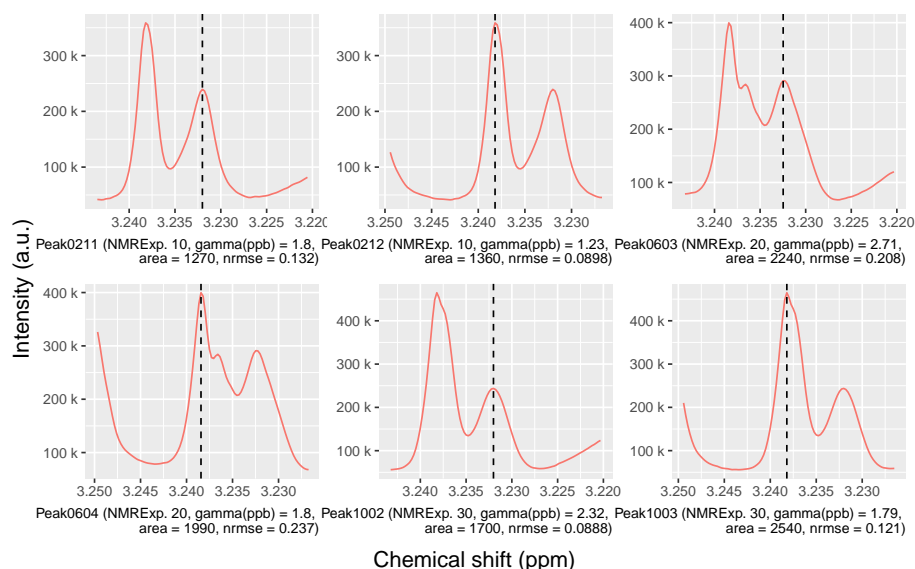 Intensity (a.u.)
300 k
200 k
100 k
3.240 3.235 3.230 3.225 3.220
Peak0211 (NMRExp. 10, gamma(ppb) = 1.8,
area = 1270, nrmse = 0.132)
300 k
200 k
100 k
3.250 3.245 3.240 3.235 3.230
Peak0212 (NMRExp. 10, gamma(ppb) = 1.23,
area = 1360, nrmse = 0.0898)
400 k
300 k
200 k
100 k
3.240 3.235 3.230 3.225 3.220
Peak0603 (NMRExp. 20, gamma(ppb) = 2.71,
area = 2240, nrmse = 0.208)
400 k
300 k
200 k
100 k
3.250 3.245 3.240 3.235 3.230
Peak0604 (NMRExp. 20, gamma(ppb) = 1.8,
area = 1990, nrmse = 0.237)
400 k
300 k
200 k
100 k
3.240 3.235 3.230 3.225 3.220
Peak1002 (NMRExp. 30, gamma(ppb) = 2.32,
area = 1700, nrmse = 0.0888)
400 k
300 k
200 k
100 k
3.250 3.245 3.240 3.235 3.230
Peak1003 (NMRExp. 30, gamma(ppb) = 1.79,
area = 2540, nrmse = 0.121)
Chemical shift (ppm)